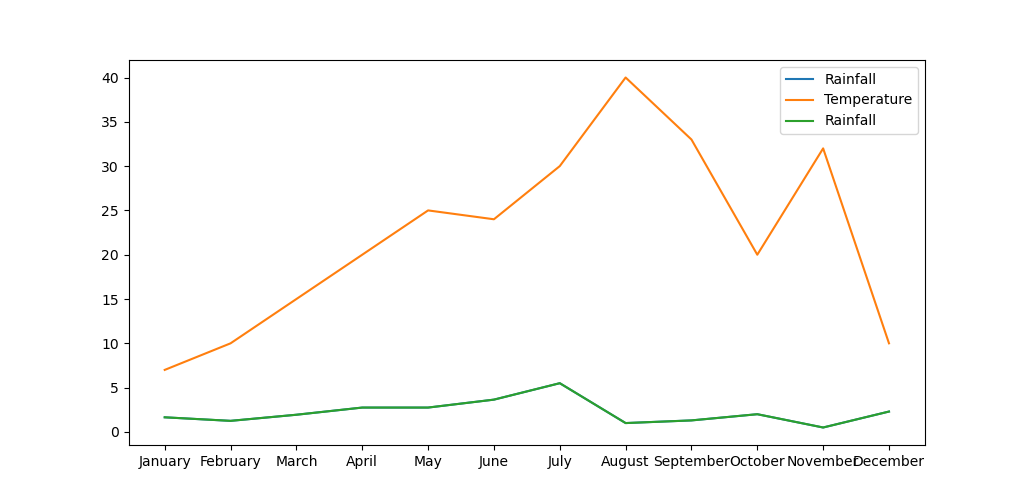 40
35
30
25
20
15
10
5
0
Rainfall
Temperature
Rainfall
January February March April May June July August September October November December